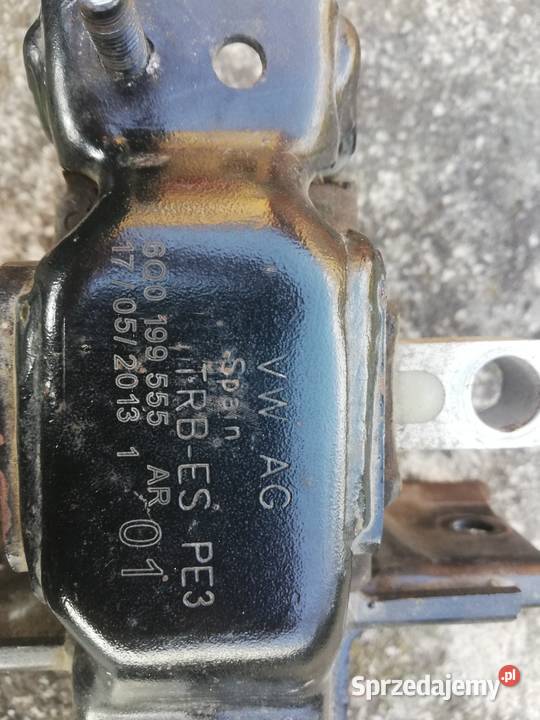 VW AG
Spain
TRB-ES PE3
6Q0 199 555 AR
17/05/2013 1 01
Sprzedajemy.pl